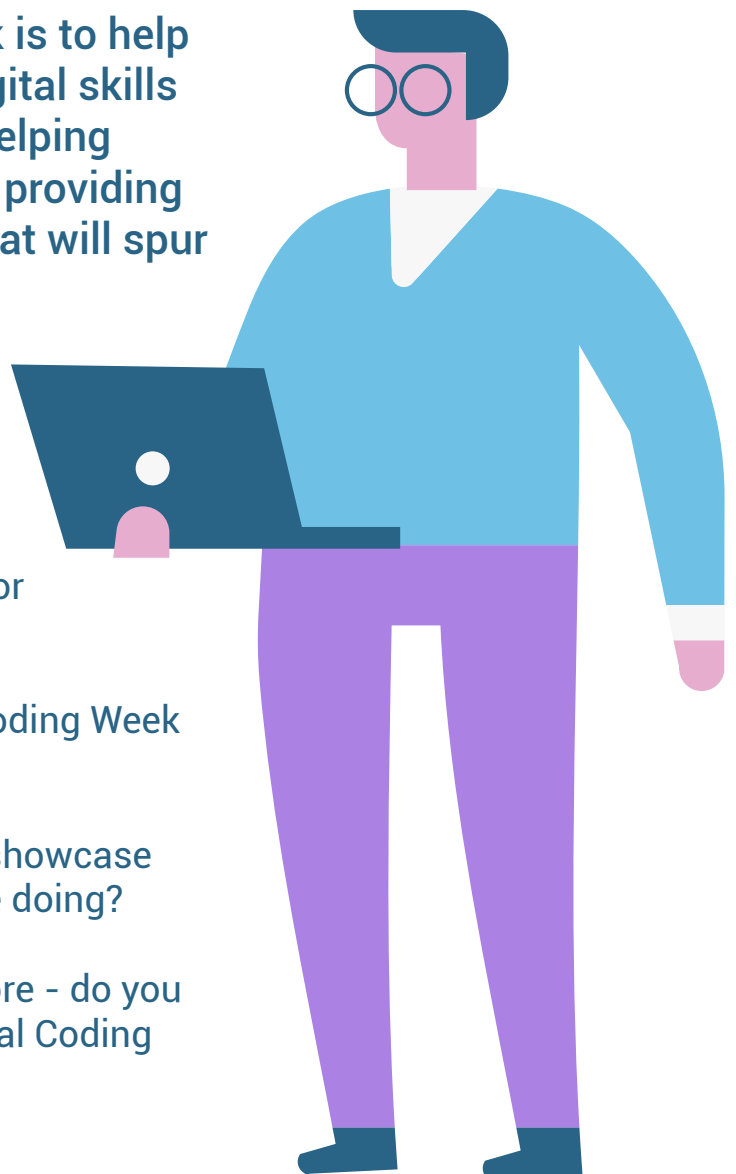 is to help
gital skills
elping
providing
at will spur
or
oding Week
showcase
doing?
ore - do you
al Coding